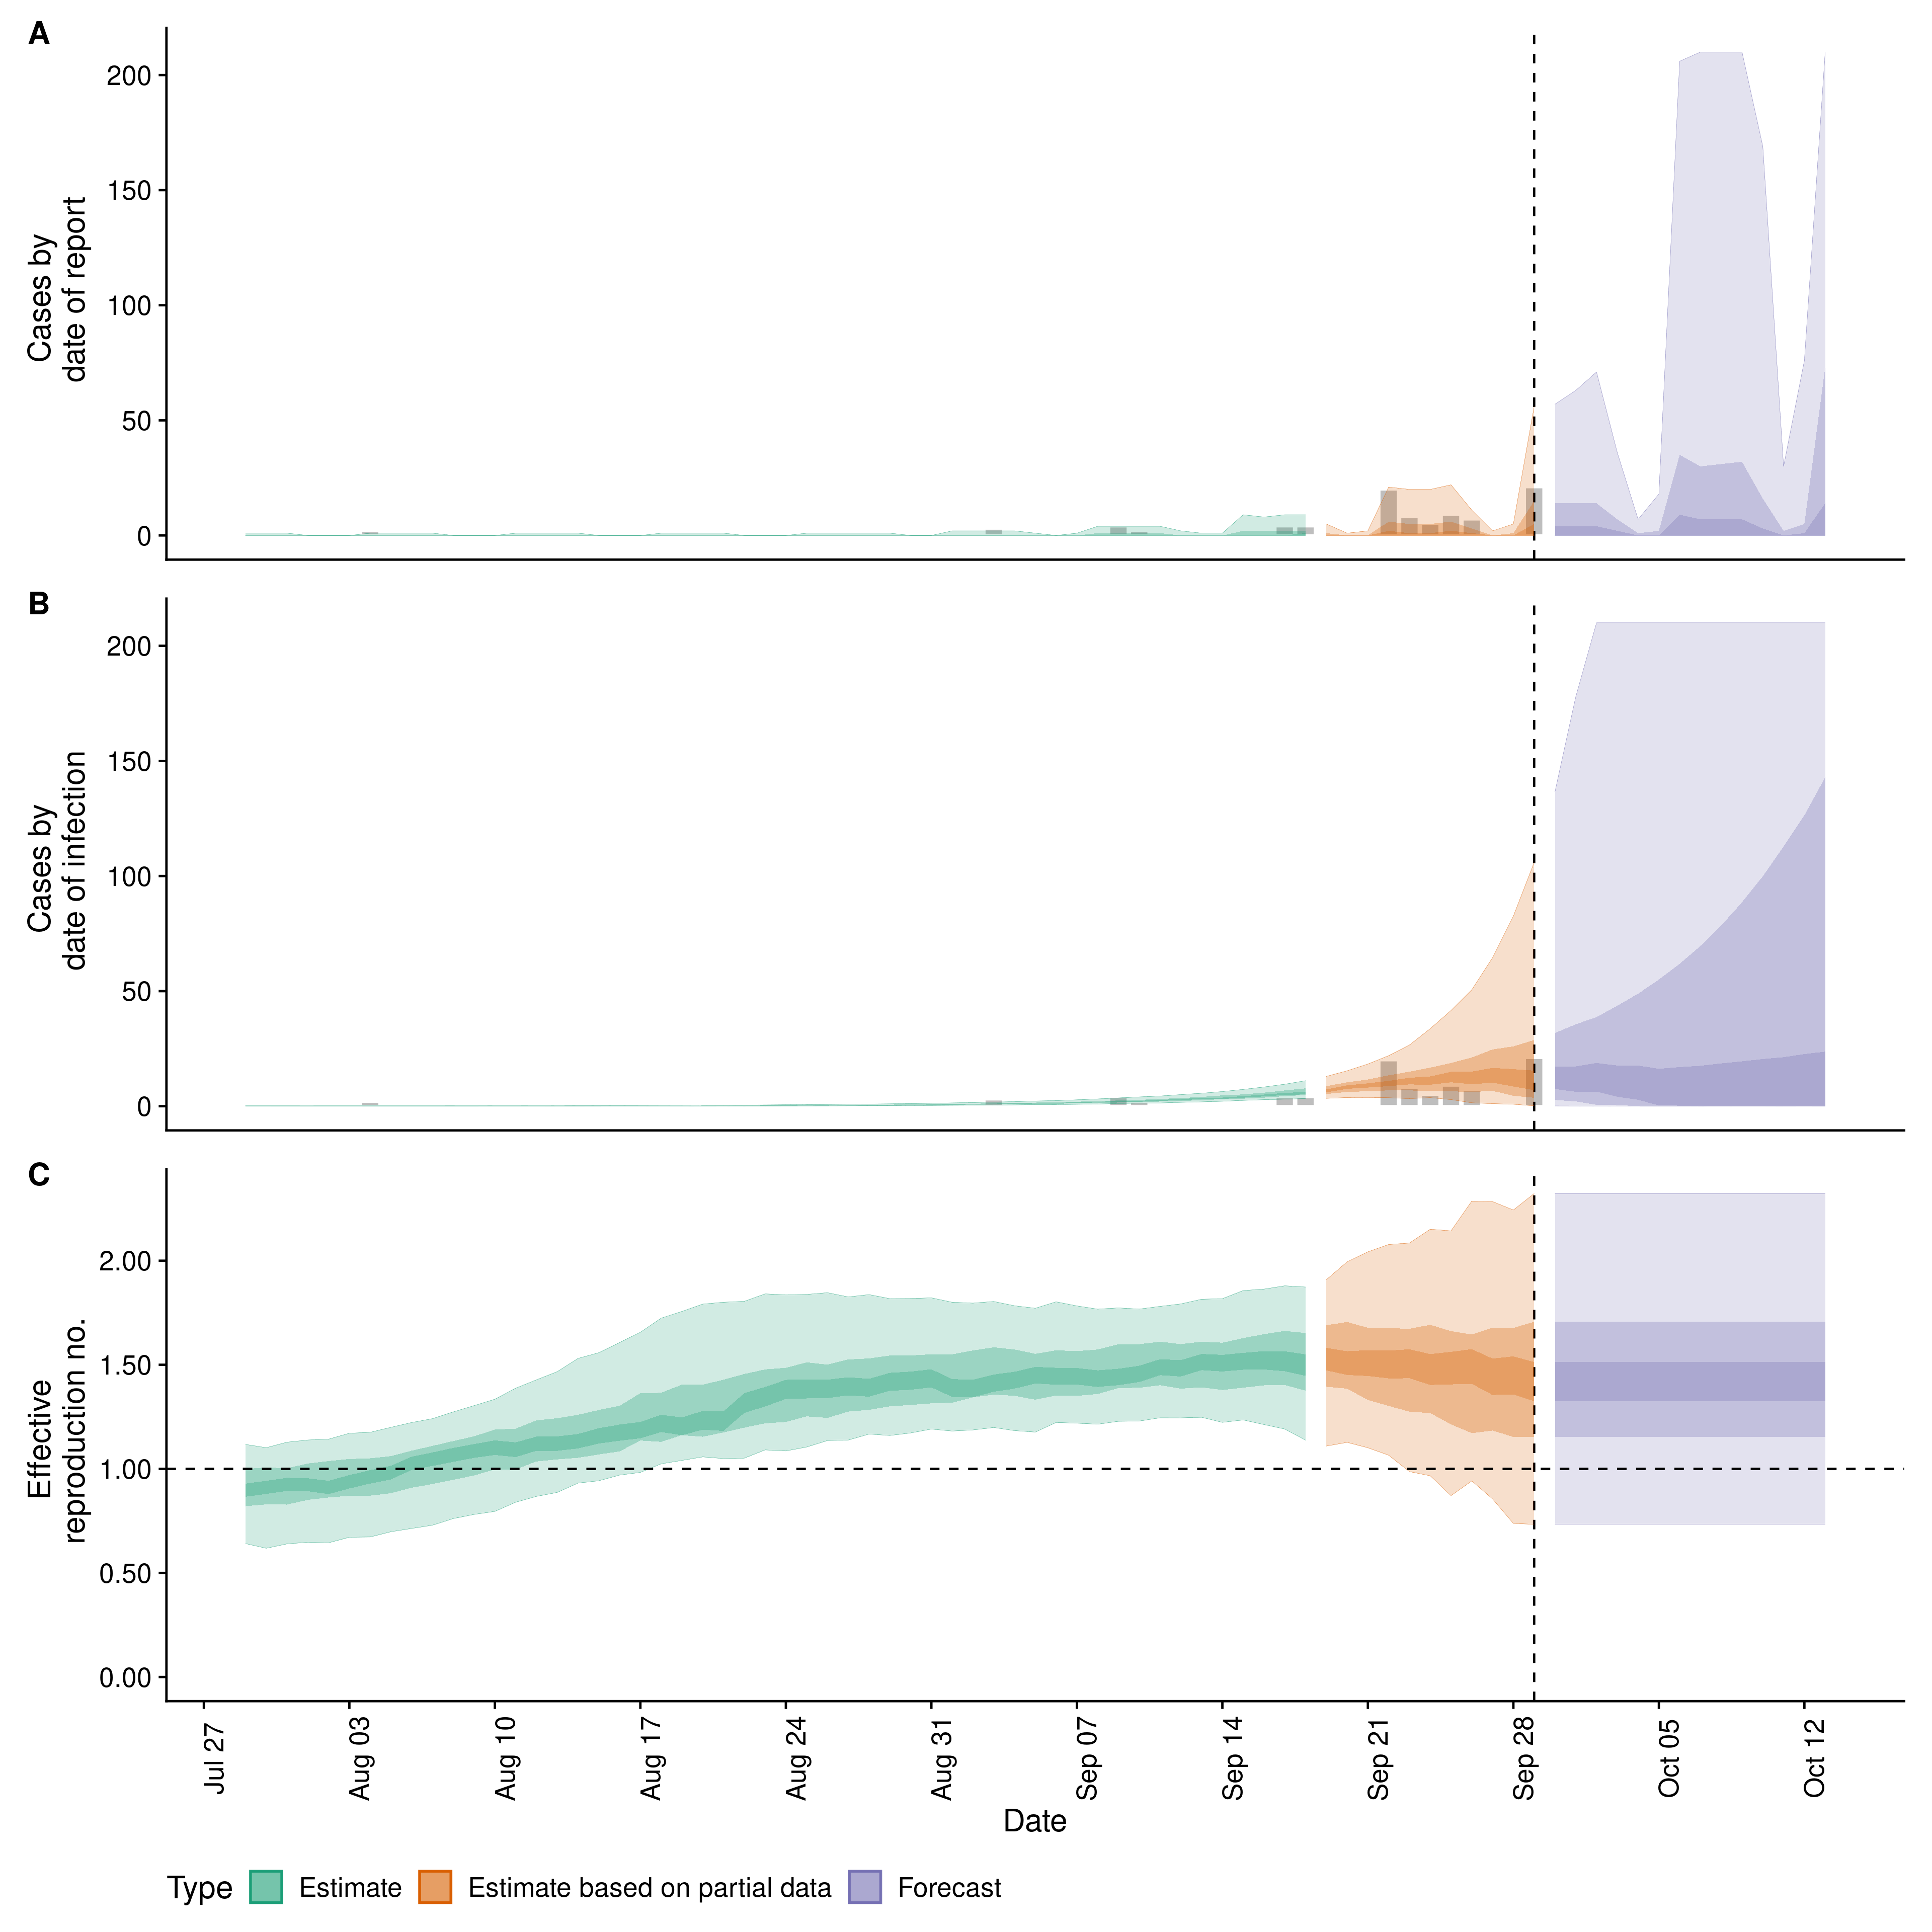 A
Cases by
date of report
200
150
100
50
0
B
Cases by
date of infection
200
150
100
50
0
C
Effective
reproduction no.
2.00
1.50
1.00
0.50
0.00
Jul 27
Aug 03
Aug 10
Aug 17
Aug 24
Aug 31
Sep 07
Sep 14
Sep 21
Sep 28
Oct 05
Oct 12
Date
Type Estimate Estimate based on partial data Forecast